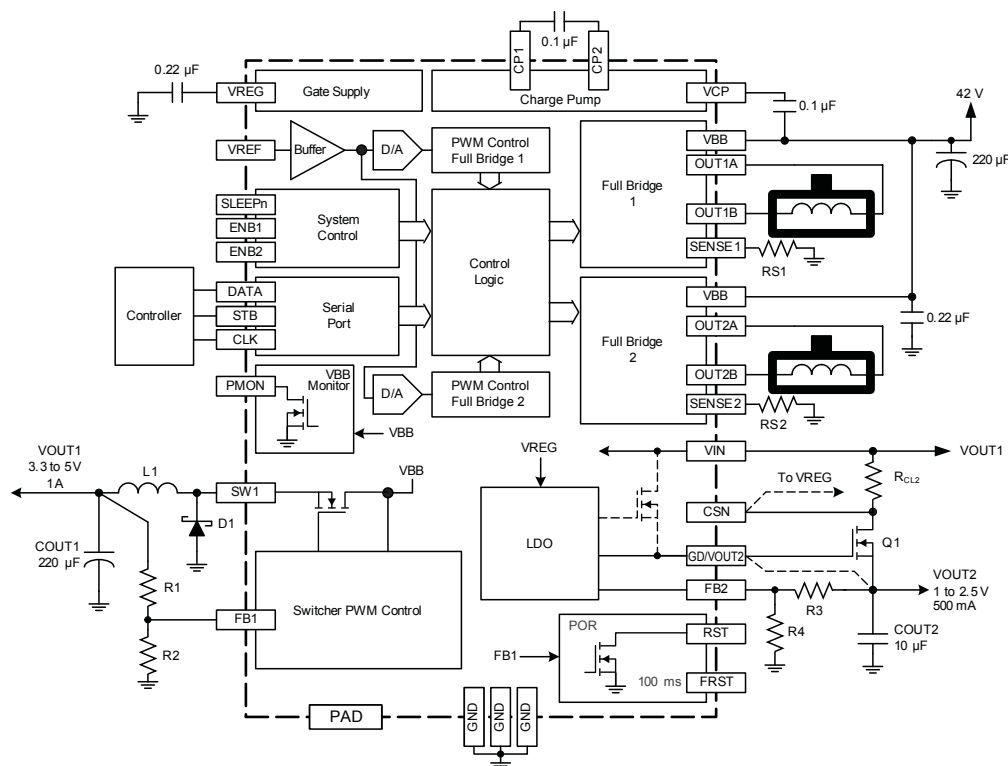 0.1 µF
CP1
CP2
0.22 µF
VREG
Gate Supply
Charge Pump
VCP
0.1 µF
42 V
VREF
Buffer
D/A
PWM Control
Full Bridge 1
VBB
220 µF
OUT1A
Full Bridge
1
SLEEPn
ENB1
ENB2
System
Control
OUT1B
SENSE1
RS1
Control
Logic
Controller
DATA
STB
CLK
Serial
Port
VBB
0.22 µF
OUT2A
Full Bridge
2
PMON
VBB
Monitor
D/A
PWM Control
Full Bridge 2
OUT2B
SENSE2
RS2
VBB
VOUT1
3.3 to 5V
1A
L1
SW1
VBB
VREG
VIN
VOUT1
RCL2
To VREG
CSN
D1
LDO
Q1
COUT1
220 µF
GD/VOUT2
R1
Switcher PWM Control
FB2
R3
VOUT2
1 to 2.5 V
500 mA
FB1
R2
R4
COUT2
10 µF
POR
RST
FB1
100 ms
FRST
PAD
GND
GND
GND